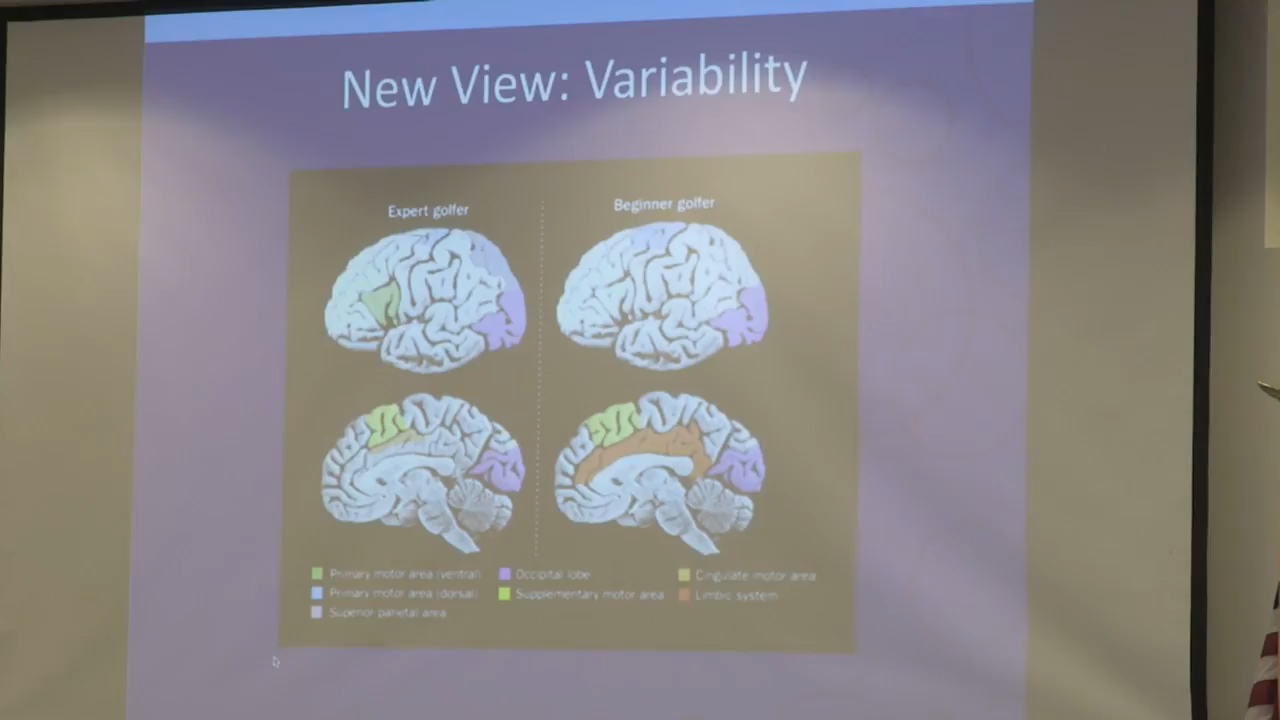 New View: Variability
Expert golfer
Beginner golfer
Primary motor area (ventral)
Primary motor area (dorsal)
Superior parietal area
Occipital lobe
Supplementary motor area
Cingulate motor area
Limbic system